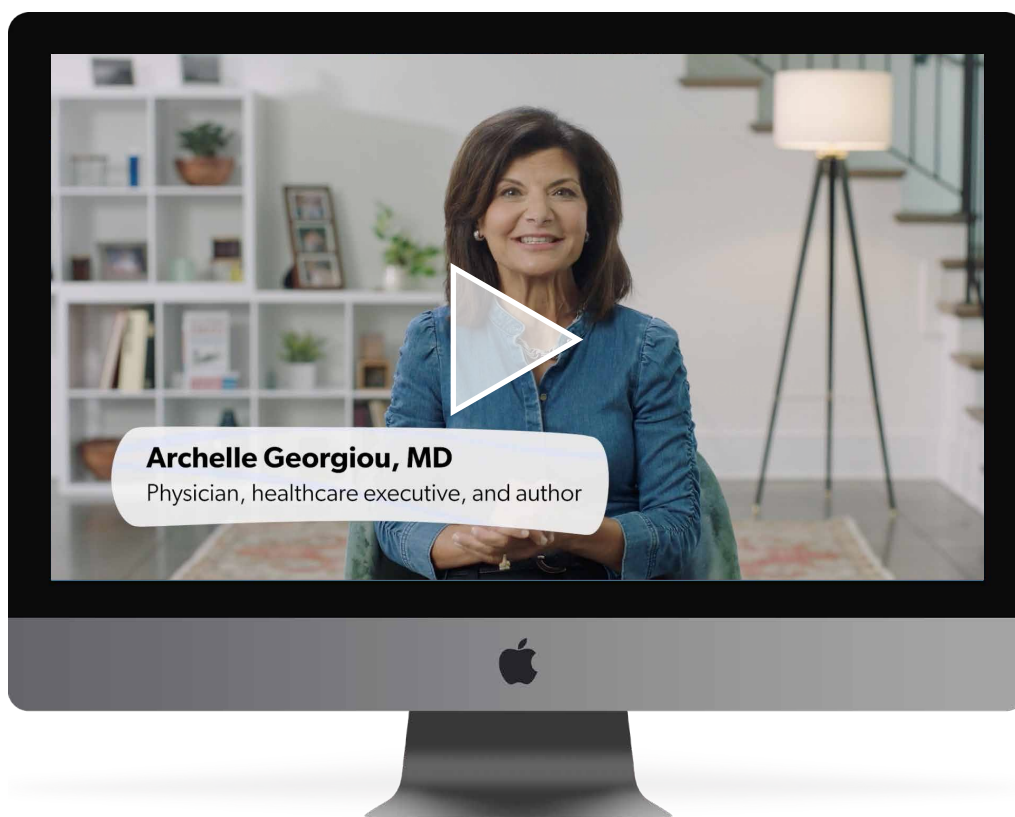 Archelle Georgiou, MD
Physician, healthcare executive, and author